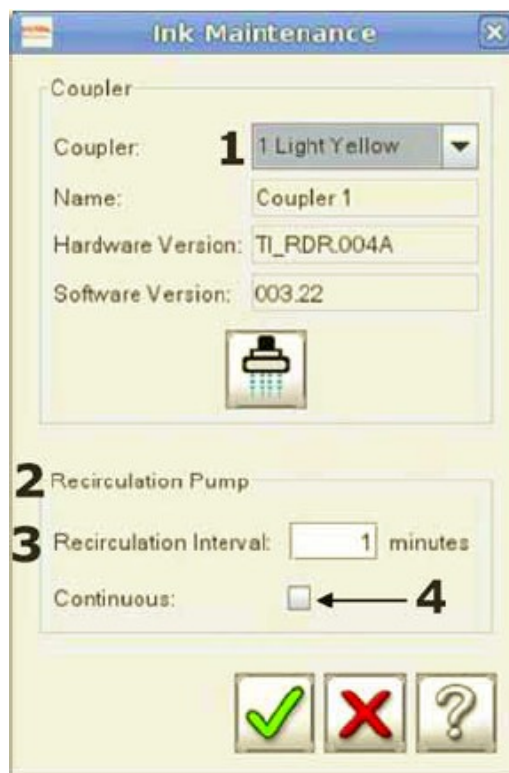 Ink Maintenance
Coupler
Coupler: 1 1 Light Yellow
Name: Coupler 1
Hardware Version: TI_RDR.004A
Software Version: 003.22
2 Recirculation Pump
3 Recirculation Interval: 1 minutes
Continuous: 4